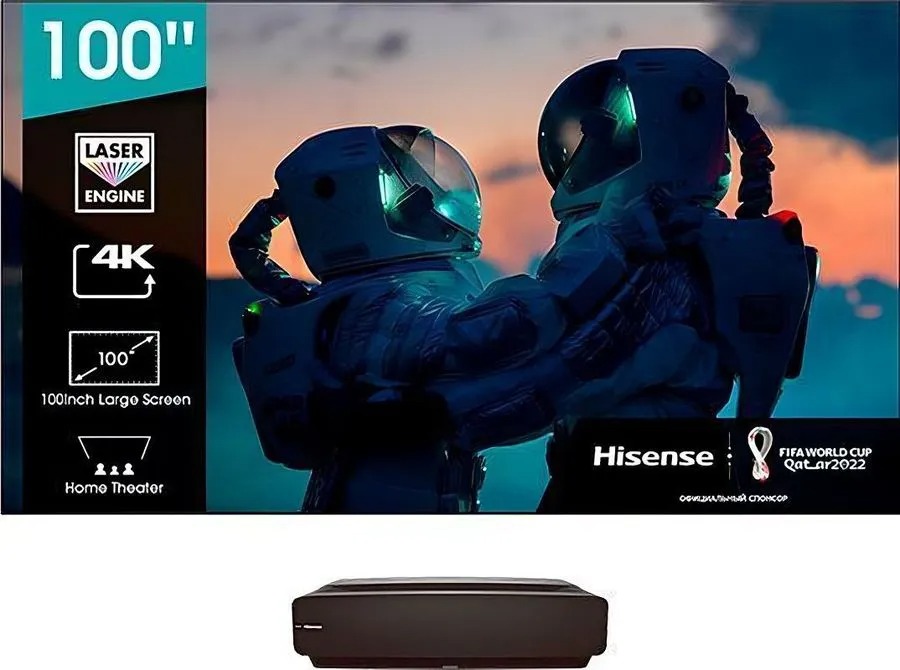 100"
LASER
ENGINE
4K
100"
100inch Large Screen
Home Theater
Hisense
FIFA WORLD CUP
Qatar2022
ОФИЦИАЛЬНЫЙ СПОНСОР